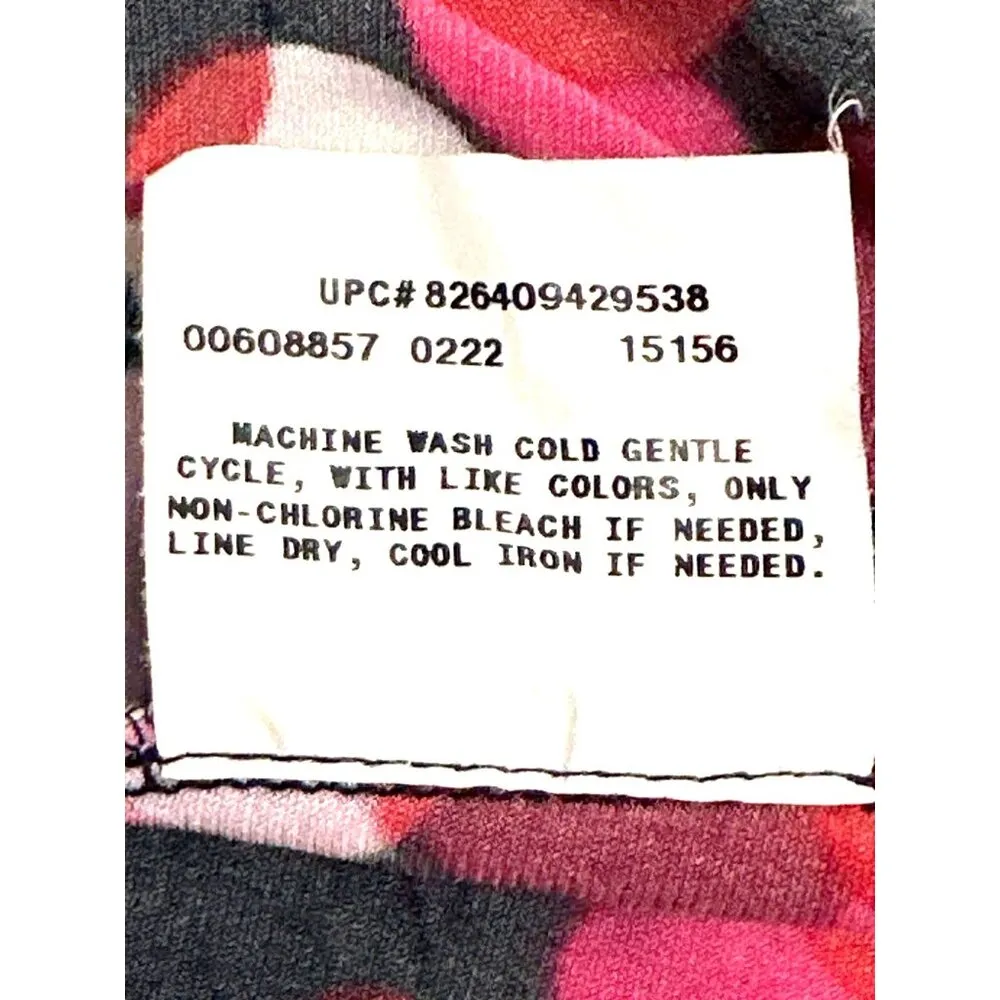 UPC# 826409429538
00608857 0222 15156
MACHINE WASH COLD GENTLE
CYCLE, WITH LIKE COLORS, ONLY
NON-CHLORINE BLEACH IF NEEDED,
LINE DRY, COOL IRON IF NEEDED.